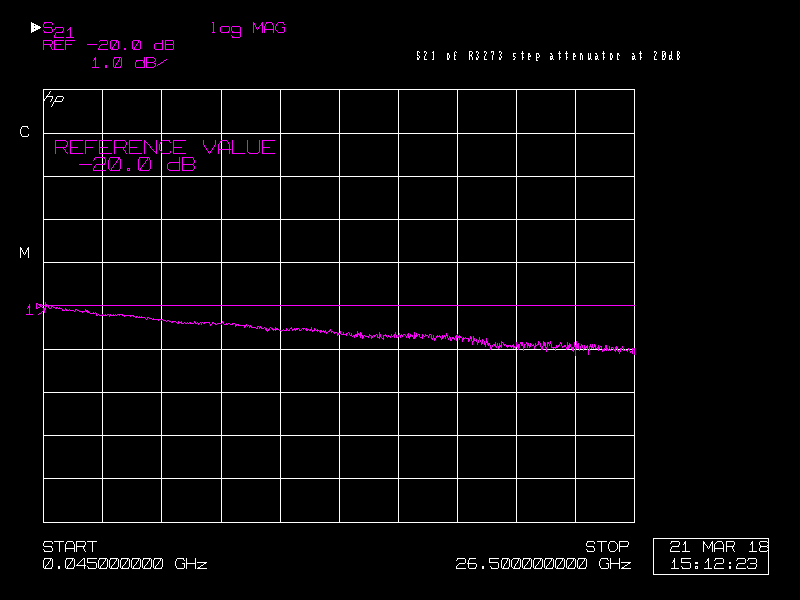 ▶S21 log MAG
REF -20.0 dB
1.0 dB/
S21 of R3273 step attenuator at 20dB
hp
C
REFERENCE VALUE
-20.0 dB
M
1
START STOP
0.045000000 GHz 26.500000000 GHz
21 MAR 18
15:12:23